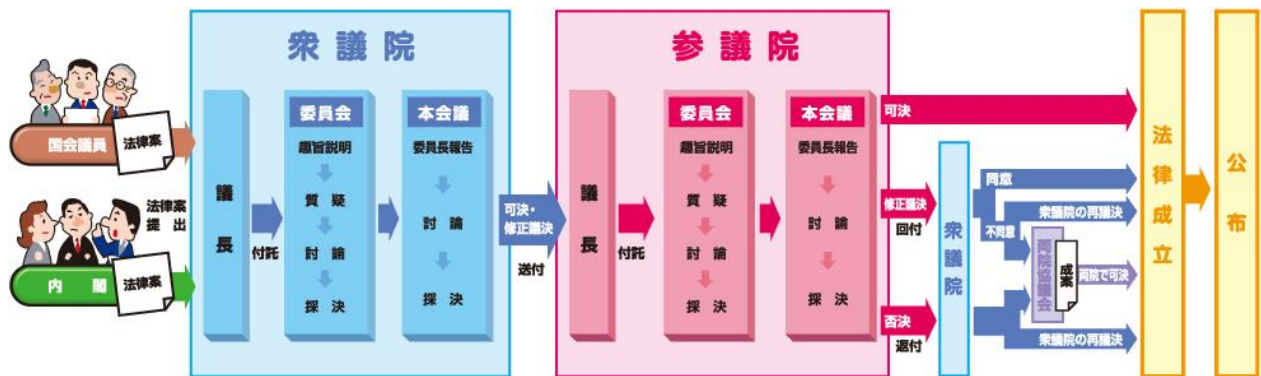 国会議員
法律案
法律案
提出
内閣
法律案
衆議院
議長
付託
委員会
趣旨説明
質疑
討論
採決
本会議
委員長報告
討論
採決
可決・
修正議決
送付
参議院
議長
付託
委員会
趣旨説明
質疑
討論
採決
本会議
委員長報告
討論
採決
可決
修正議決
回付
否決
返付
衆議院
同意
不同意
衆議院の再議決
両院協議会
成案
両院で可決
衆議院の再議決
法律成立
公布